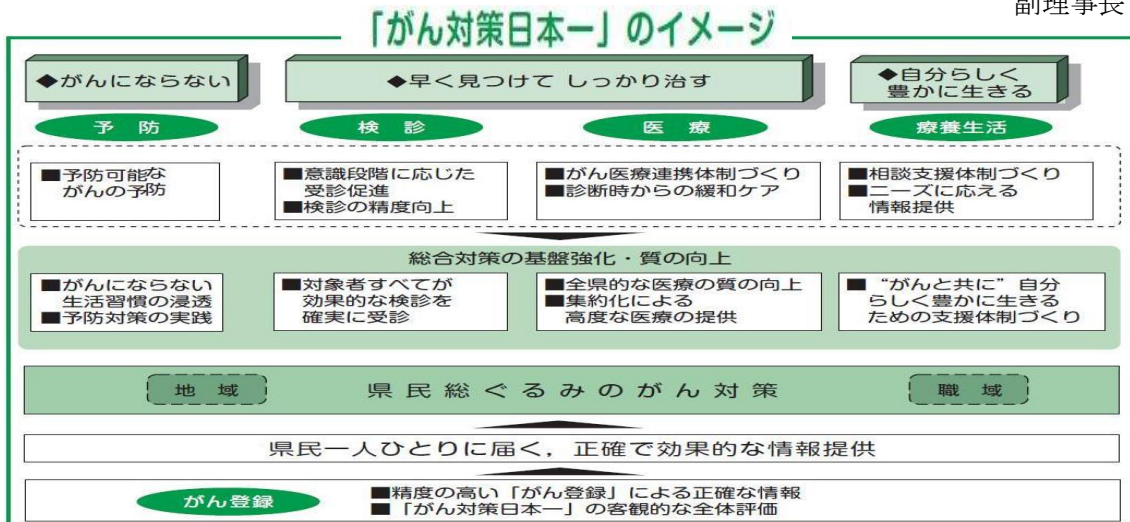 副理事長
「がん対策日本一」のイメージ
◆がんにならない
◆早く見つけて しっかり治す
◆自分らしく
豊かに生きる
予防
検診
医療
療養生活
■予防可能な
がんの予防
■意識段階に応じた
受診促進
■検診の精度向上
■がん医療連携体制づくり
■診断時からの緩和ケア
■相談支援体制づくり
■ニーズに応える
情報提供
総合対策の基盤強化・質の向上
■がんにならない
生活習慣の浸透
■予防対策の実践
■対象者すべてが
効果的な検診を
確実に受診
■全県的な医療の質の向上
■集約化による
高度な医療の提供
■“がんと共に”自分
らしく豊かに生きる
ための支援体制づくり
地域
県民総ぐるみのがん対策
職域
県民一人ひとりに届く，正確で効果的な情報提供
がん登録
■精度の高い「がん登録」による正確な情報
■「がん対策日本一」の客観的な全体評価